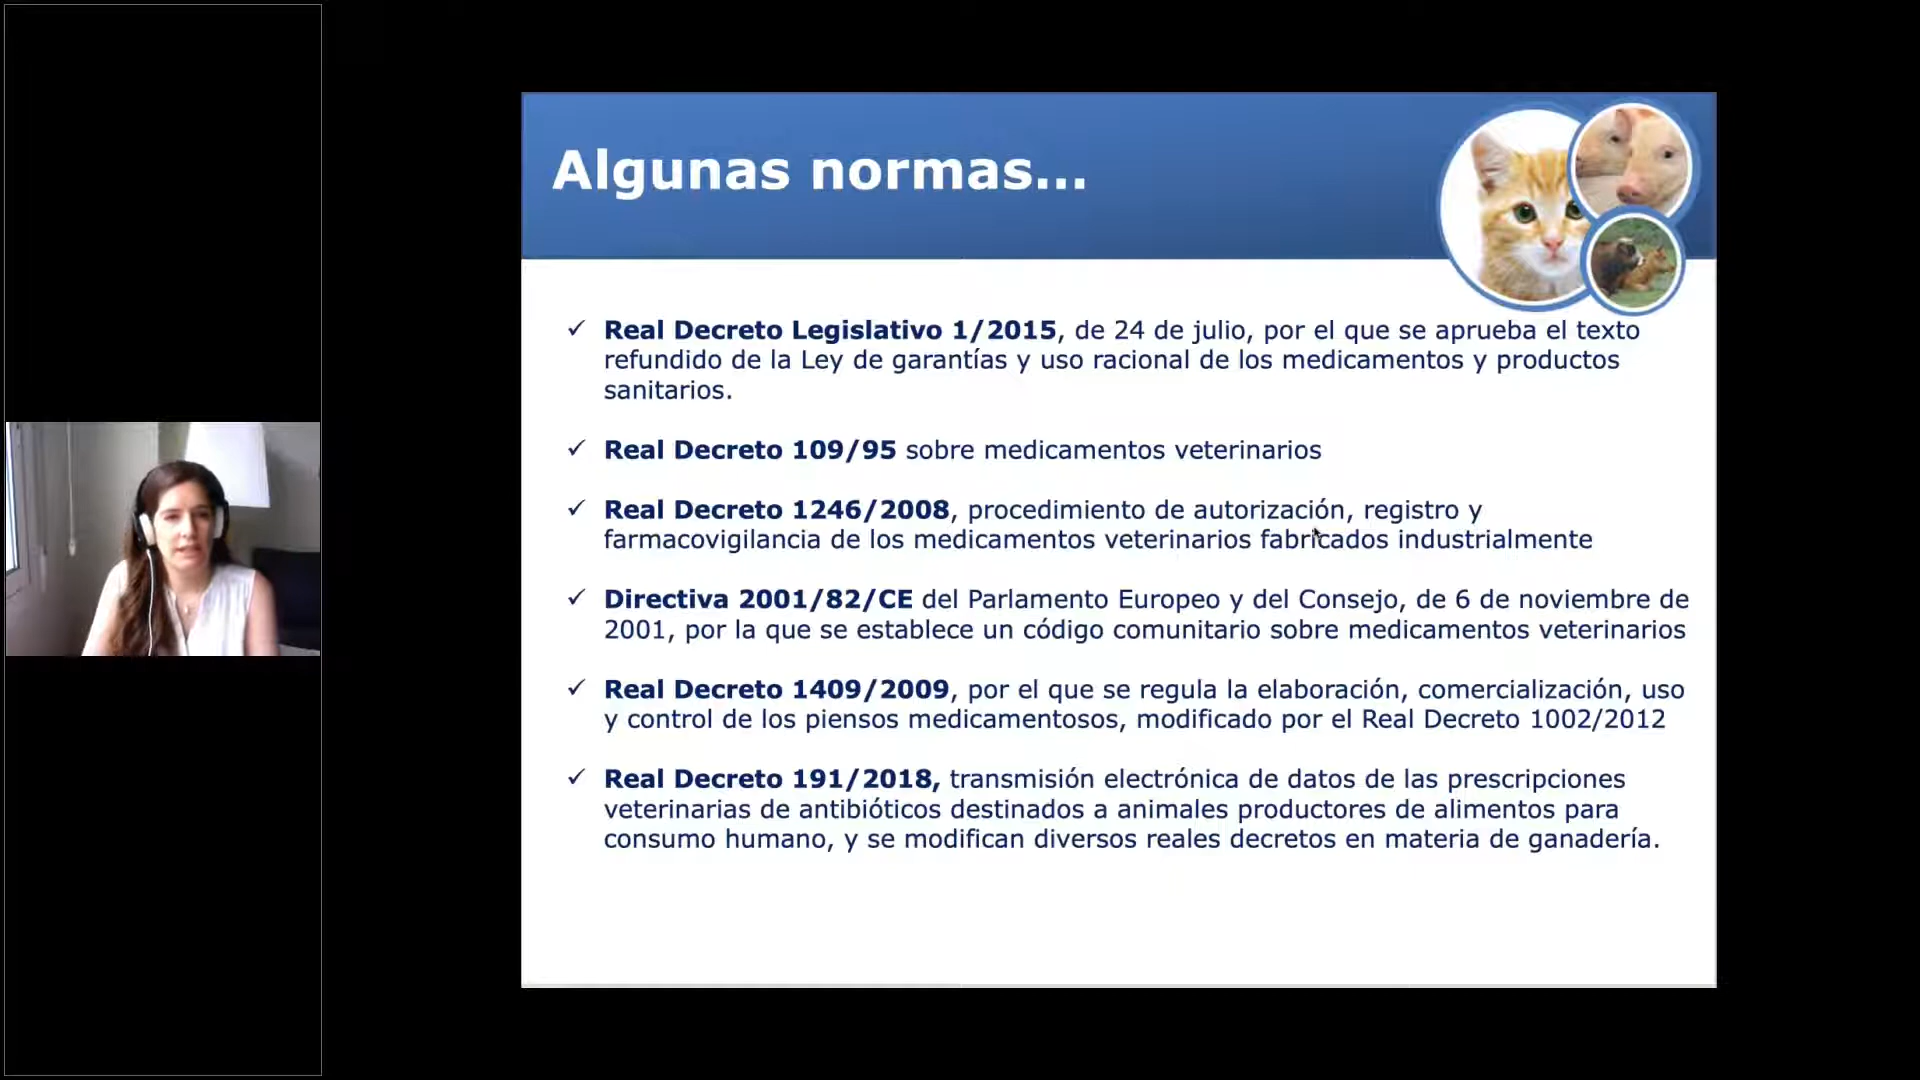 Algunas normas...
✓ Real Decreto Legislativo 1/2015, de 24 de julio, por el que se aprueba el texto
refundido de la Ley de garantías y uso racional de los medicamentos y productos
sanitarios.
✓ Real Decreto 109/95 sobre medicamentos veterinarios
✓ Real Decreto 1246/2008, procedimiento de autorización, registro y
farmacovigilancia de los medicamentos veterinarios fabricados industrialmente
✓ Directiva 2001/82/CE del Parlamento Europeo y del Consejo, de 6 de noviembre de
2001, por la que se establece un código comunitario sobre medicamentos veterinarios
✓ Real Decreto 1409/2009, por el que se regula la elaboración, comercialización, uso
y control de los piensos medicamentosos, modificado por el Real Decreto 1002/2012
✓ Real Decreto 191/2018, transmisión electrónica de datos de las prescripciones
veterinarias de antibióticos destinados a animales productores de alimentos para
consumo humano, y se modifican diversos reales decretos en materia de ganadería.